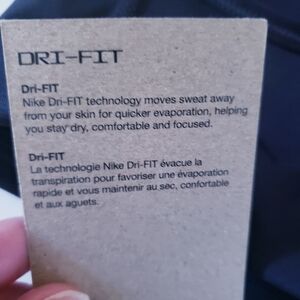 DRI-FIT
Dri-FIT
Nike Dri-FIT technology moves sweat away
from your skin for quicker evaporation, helping
you stay dry, comfortable and focused.
Dri-FIT
La technologie Nike Dri-FIT évacue la
transpiration pour favoriser une évaporation
rapide et vous maintenir au sec, confortable
et aux aguets.